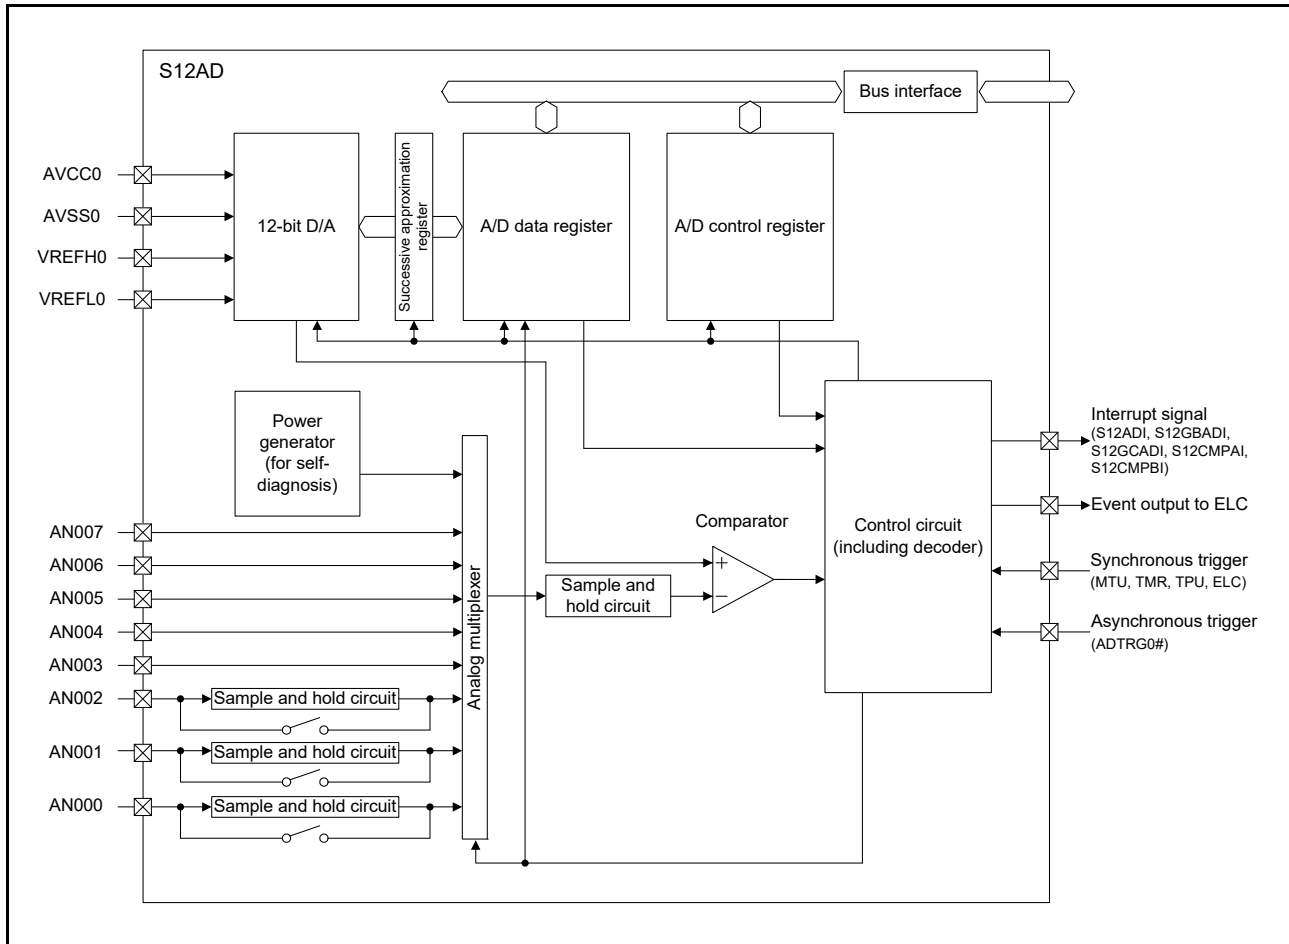 S12AD
Bus interface
AVCC0
AVSS0
VREFH0
VREFL0
12-bit D/A
Successive approximation
register
A/D data register
A/D control register
Power
generator
(for self-
diagnosis)
Interrupt signal
(S12ADI, S12GBADI,
S12GCADI, S12CMPAI,
S12CMPBI)
Event output to ELC
Synchronous trigger
(MTU, TMR, TPU, ELC)
Asynchronous trigger
(ADTRG0#)
Control circuit
(including decoder)
Comparator
+
−
Sample and
hold circuit
Analog multiplexer
AN007
AN006
AN005
AN004
AN003
AN002
Sample and hold circuit
AN001
Sample and hold circuit
AN000
Sample and hold circuit